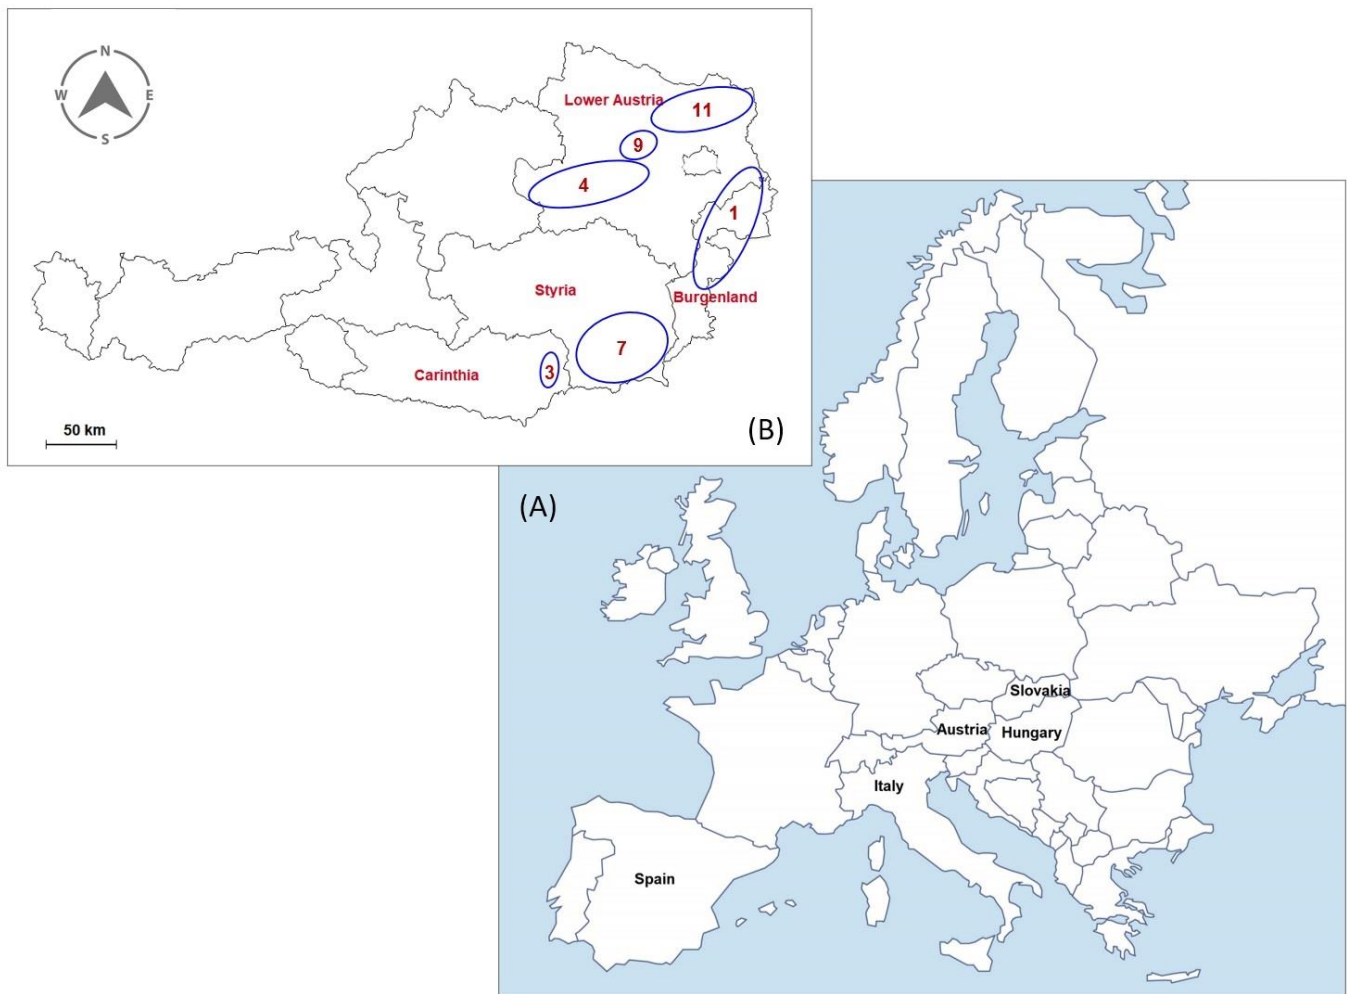 N
W
E
S
Lower Austria
11
9
4
1
Styria
Burgenland
7
3
Carinthia
50 km
(B)
(A)
Slovakia
Austria
Hungary
Italy
Spain